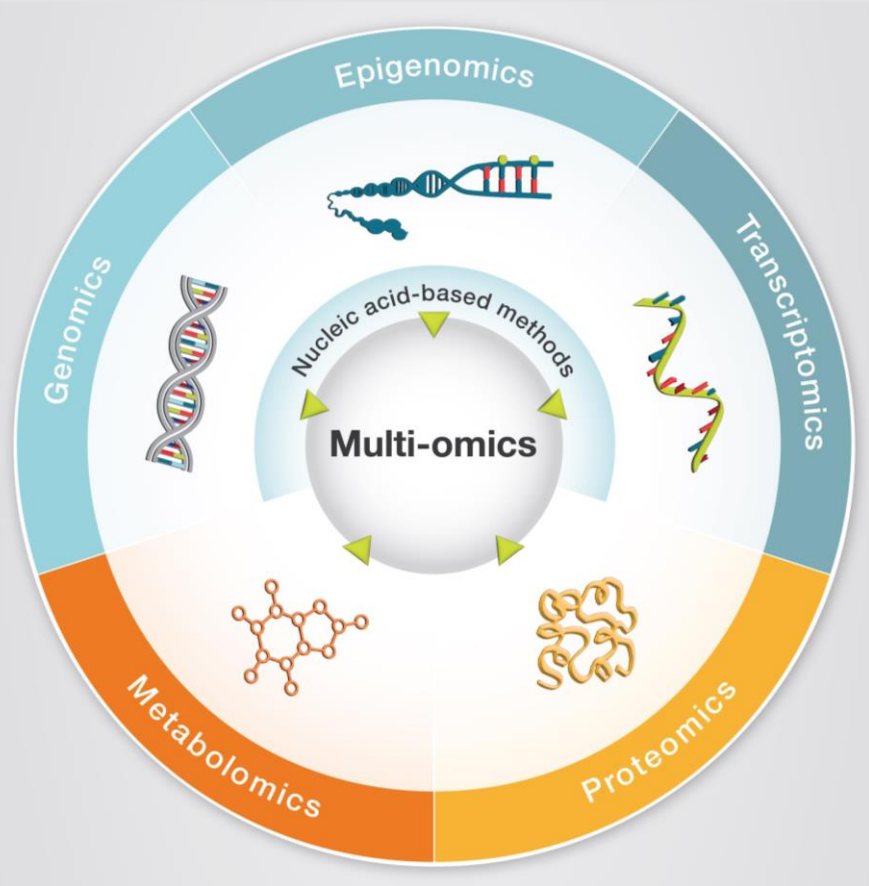 Epigenomics
Genomics
Transcriptomics
Nucleic acid-based methods
Multi-omics
Metabolomics
Proteomics